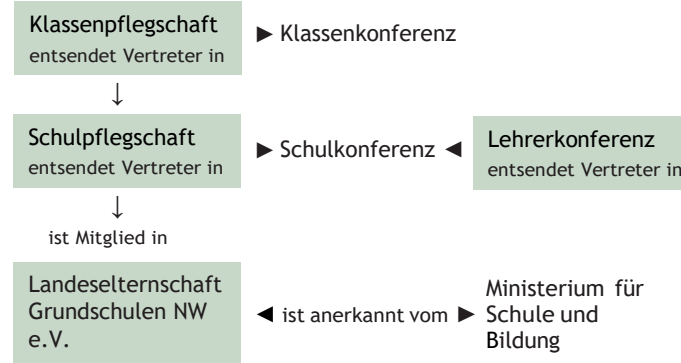 Klassenpflegschaft
entsendet Vertreter in
► Klassenkonferenz
↓
Schulpflegschaft
entsendet Vertreter in
► Schulkonferenz ◄
Lehrerkonferenz
entsendet Vertreter in
↓
ist Mitglied in
Landeselternschaft
Grundschulen NW
e.V.
◄ ist anerkannt vom ►
Ministerium für
Schule und
Bildung